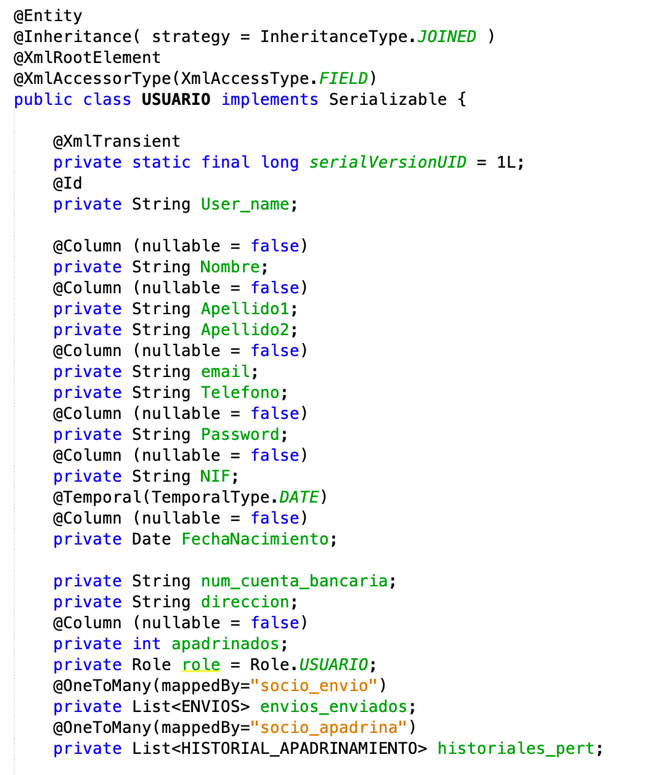 @Entity
@Inheritance( strategy = InheritanceType.JOINED )
@XmlRootElement
@XmlAccessorType(XmlAccessType.FIELD)
public class USUARIO implements Serializable {
@XmlTransient
private static final long serialVersionUID = 1L;
@Id
private String User_name;
@Column (nullable = false)
private String Nombre;
@Column (nullable = false)
private String Apellido1;
private String Apellido2;
@Column (nullable = false)
private String email;
private String Telefono;
@Column (nullable = false)
private String Password;
@Column (nullable = false)
private String NIF;
@Temporal(TemporalType.DATE)
@Column (nullable = false)
private Date FechaNacimiento;
private String num_cuenta_bancaria;
private String direccion;
@Column (nullable = false)
private int apadrinados;
private Role role = Role.USUARIO;
@OneToMany(mappedBy="socio_envio")
private List<ENVIOS> envios_enviados;
@OneToMany(mappedBy="socio_apadrina")
private List<HISTORIAL_APADRINAMIENTO> historiales_pert;